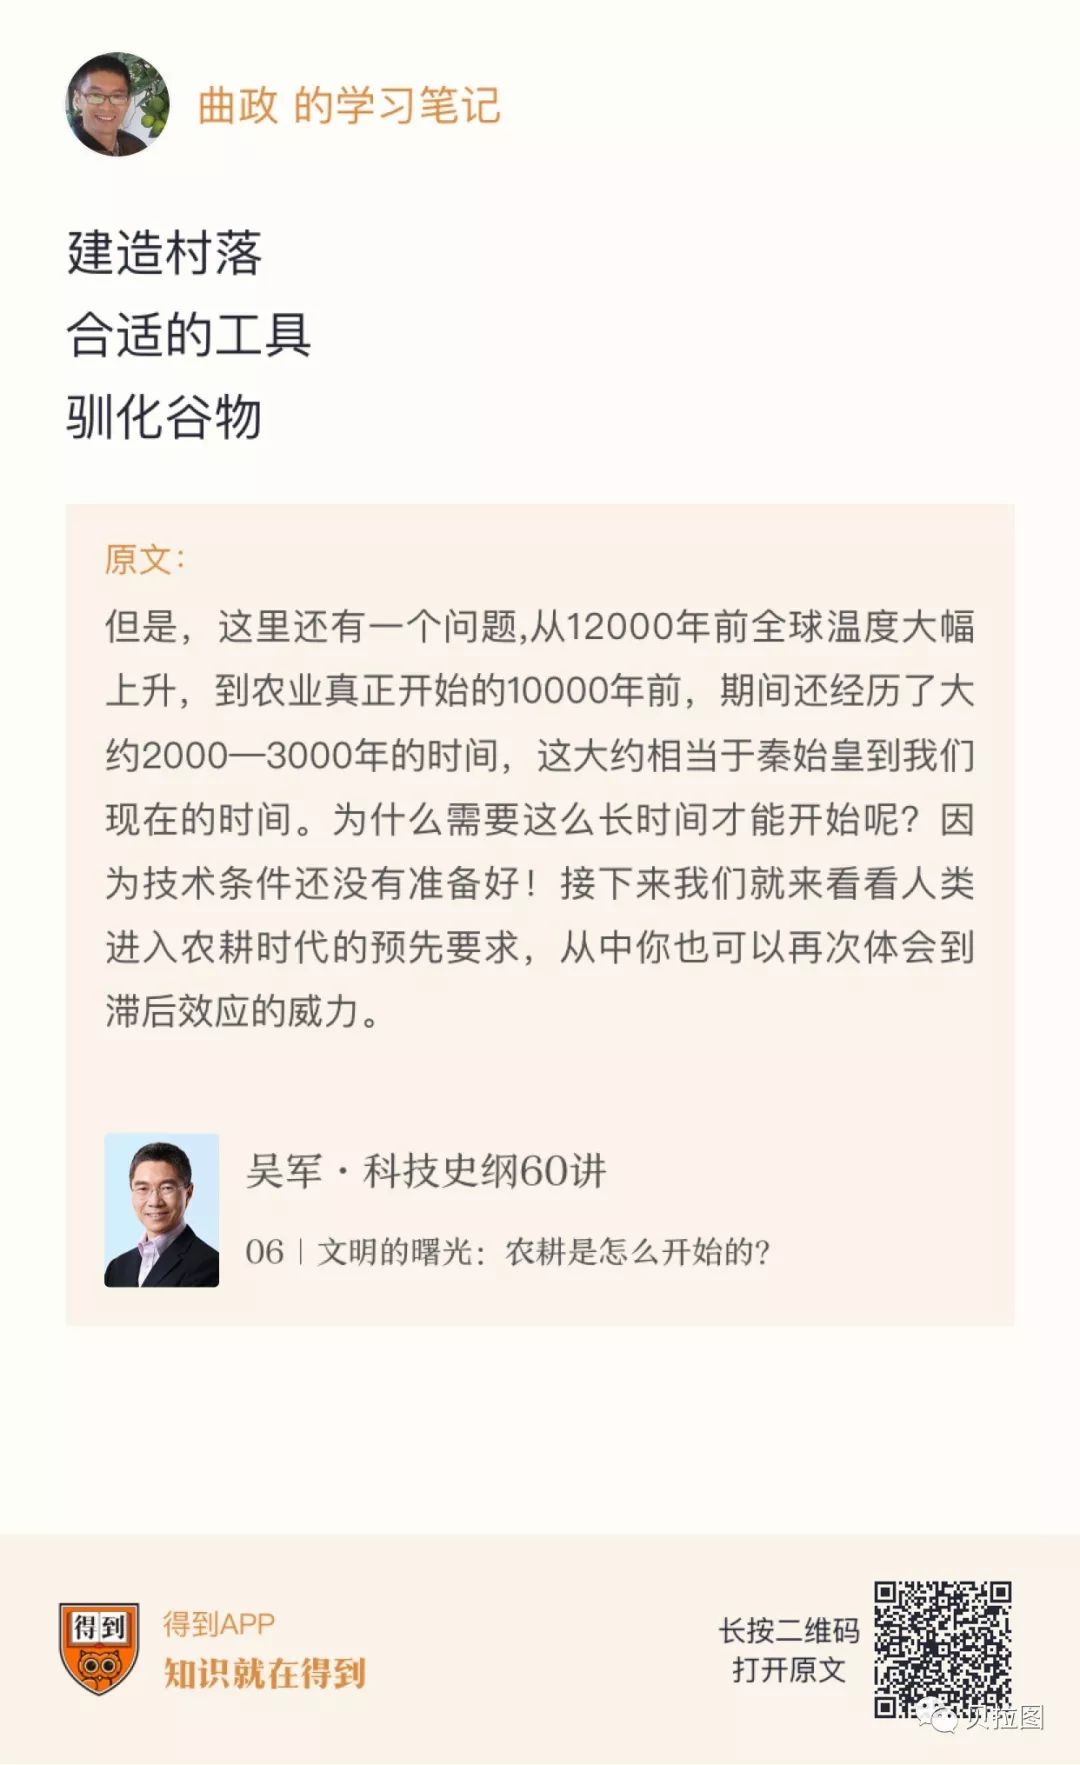 曲政 的学习笔记
建造村落
合适的工具
驯化谷物
原文：
但是，这里还有一个问题,从12000年前全球温度大幅
上升，到农业真正开始的10000年前，期间还经历了大
约2000—3000年的时间，这大约相当于秦始皇到我们
现在的时间。为什么需要这么长时间才能开始呢？因
为技术条件还没有准备好！接下来我们就来看看人类
进入农耕时代的预先要求，从中你也可以再次体会到
滞后效应的威力。
吴军·科技史纲60讲
06 | 文明的曙光：农耕是怎么开始的？
得到
得到APP
知识就在得到
长按二维码
打开原文
贝拉图